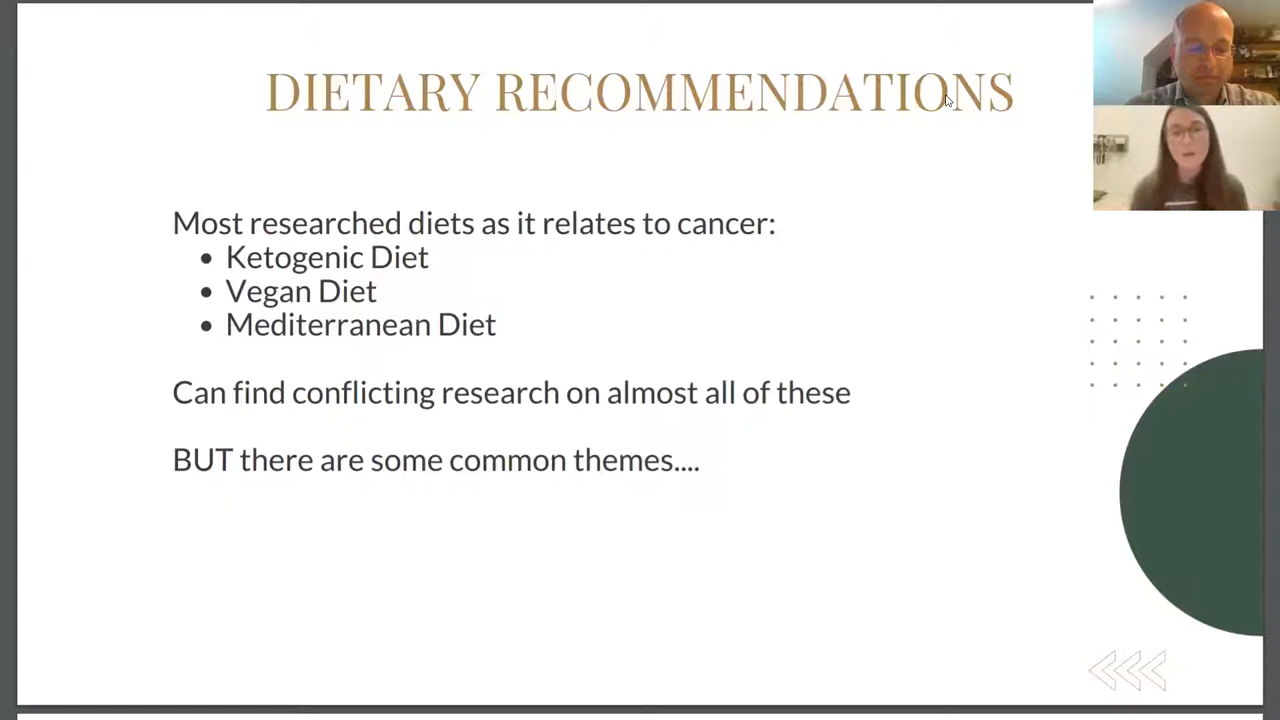 DIETARY RECOMMENDATIONS
Most researched diets as it relates to cancer:
• Ketogenic Diet
• Vegan Diet
• Mediterranean Diet
Can find conflicting research on almost all of these
BUT there are some common themes....